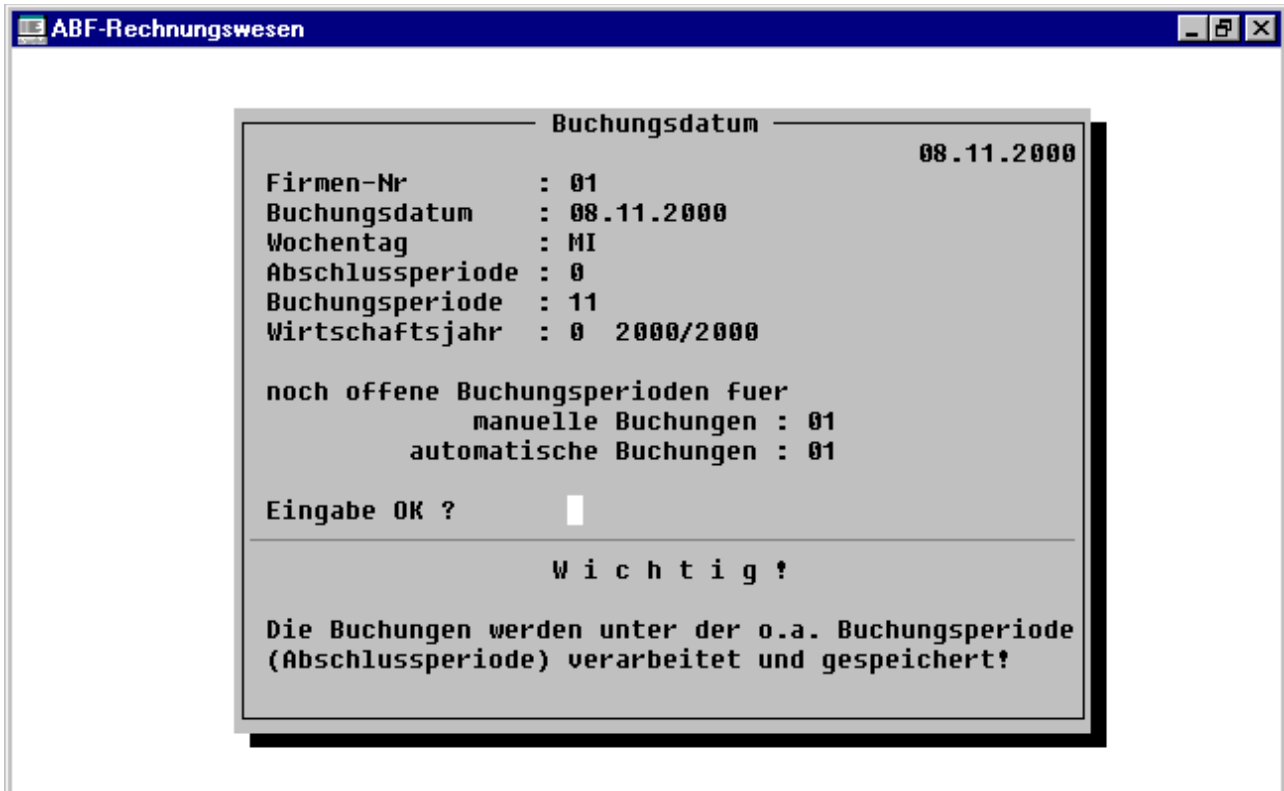 ABF-Rechnungswesen
Buchungsdatum
08.11.2000
Firmen-Nr : 01
Buchungsdatum : 08.11.2000
Wochentag : MI
Abschlussperiode : 0
Buchungsperiode : 11
Wirtschaftsjahr : 0 2000/2000
noch offene Buchungsperioden fuer
manuelle Buchungen : 01
automatische Buchungen : 01
Eingabe OK ?
W i c h t i g !
Die Buchungen werden unter der o.a. Buchungsperiode
(Abschlussperiode) verarbeitet und gespeichert!